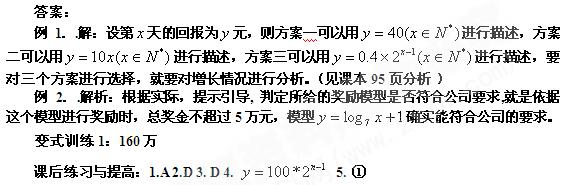 答案：
例 1. .解：设第x天的回报为y元，则方案一可以用y = 40(x∈N*)进行描述，方案
二可以用y = 10x(x∈N*)进行描述，方案三可以用y = 0.4×2^{x-1}(x∈N*)进行描述，要
对三个方案进行选择，就要对增长情况进行分析。（见课本 95 页分析 ）
例 2. .解析：根据实际，提示引导, 判定所给的奖励模型是否符合公司要求,就是依据
这个模型进行奖励时，总奖金不超过 5 万元，模型y = log₇ x +1确实能符合公司的要求。
变式训练 1：160 万
课后练习与提高：1.A2.D 3. D 4. y = 100*2^{n-1} 5. ①